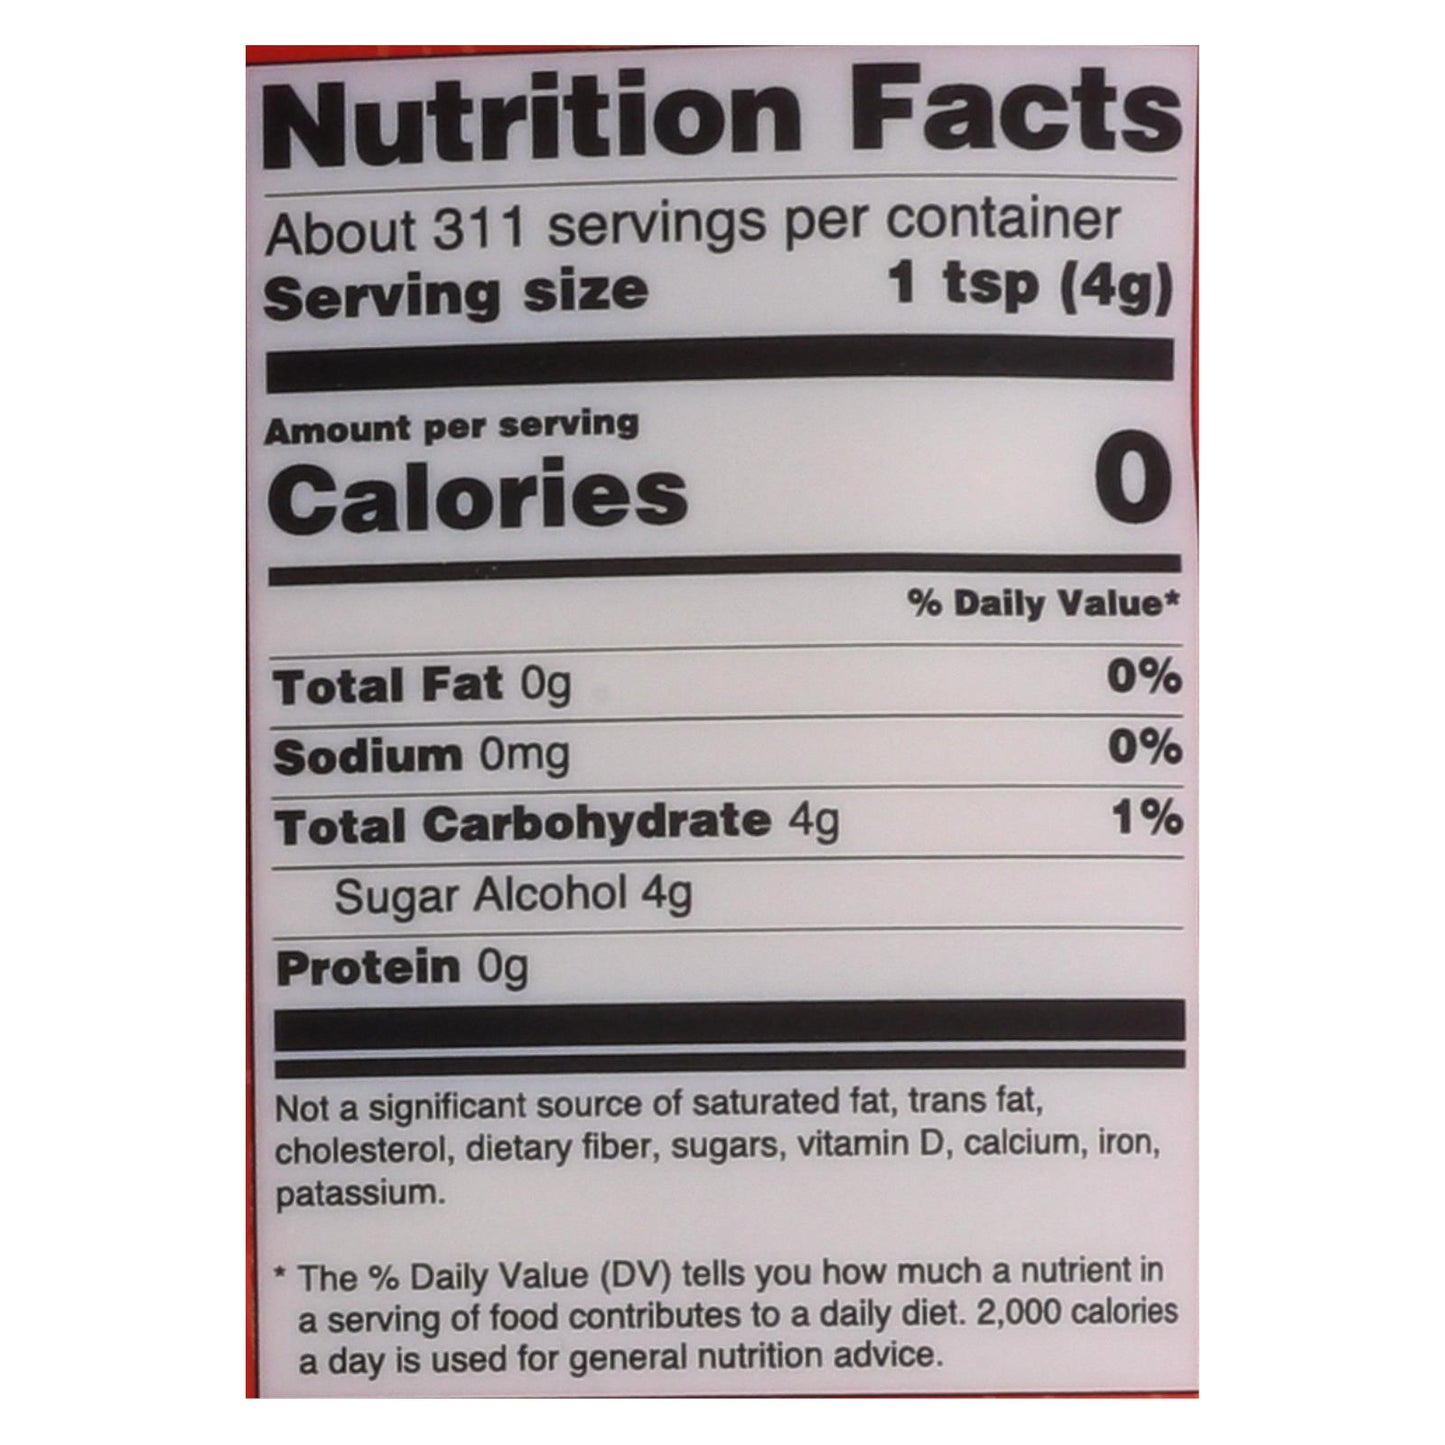 Nutrition Facts
About 311 servings per container
Serving size 1 tsp (4g)
Amount per serving
Calories 0
% Daily Value*
Total Fat 0g 0%
Sodium 0mg 0%
Total Carbohydrate 4g 1%
Sugar Alcohol 4g
Protein 0g
Not a significant source of saturated fat, trans fat,
cholesterol, dietary fiber, sugars, vitamin D, calcium, iron,
patassium.
* The % Daily Value (DV) tells you how much a nutrient in
a serving of food contributes to a daily diet. 2,000 calories
a day is used for general nutrition advice.